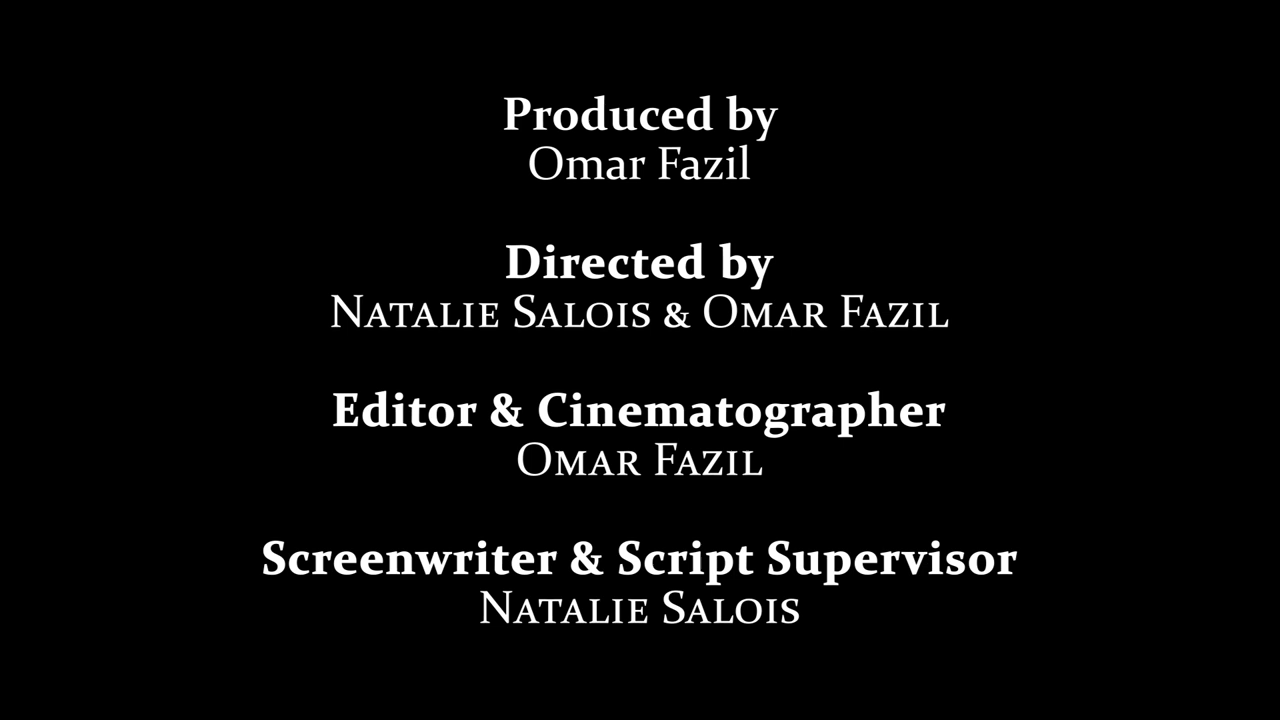 Produced by
Omar Fazil
Directed by
Natalie Salois & Omar Fazil
Editor & Cinematographer
Omar Fazil
Screenwriter & Script Supervisor
Natalie Salois